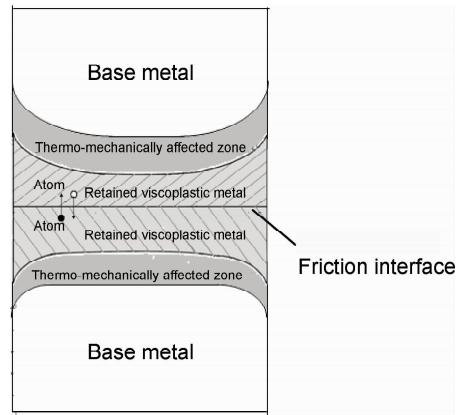 Base metal
Thermo-mechanically affected zone
Atom
Retained viscoplastic metal
Atom
Retained viscoplastic metal
Friction interface
Thermo-mechanically affected zone
Base metal